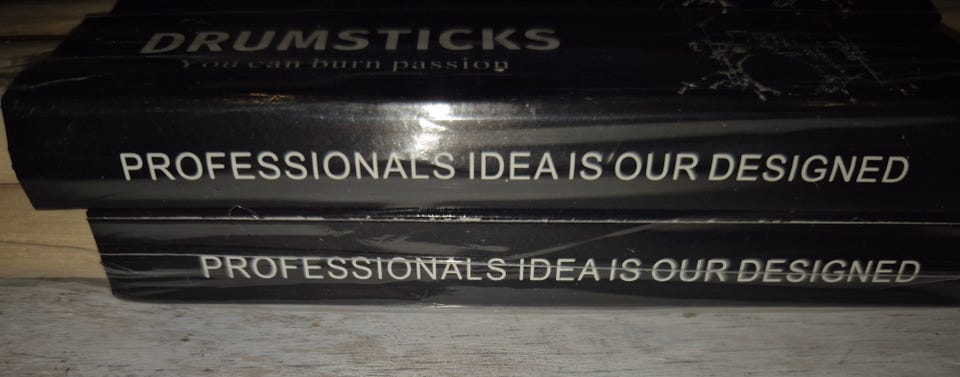 DRUMSTICKS
You can burn passion
PROFESSIONALS IDEA IS OUR DESIGNED
PROFESSIONALS IDEA IS OUR DESIGNED